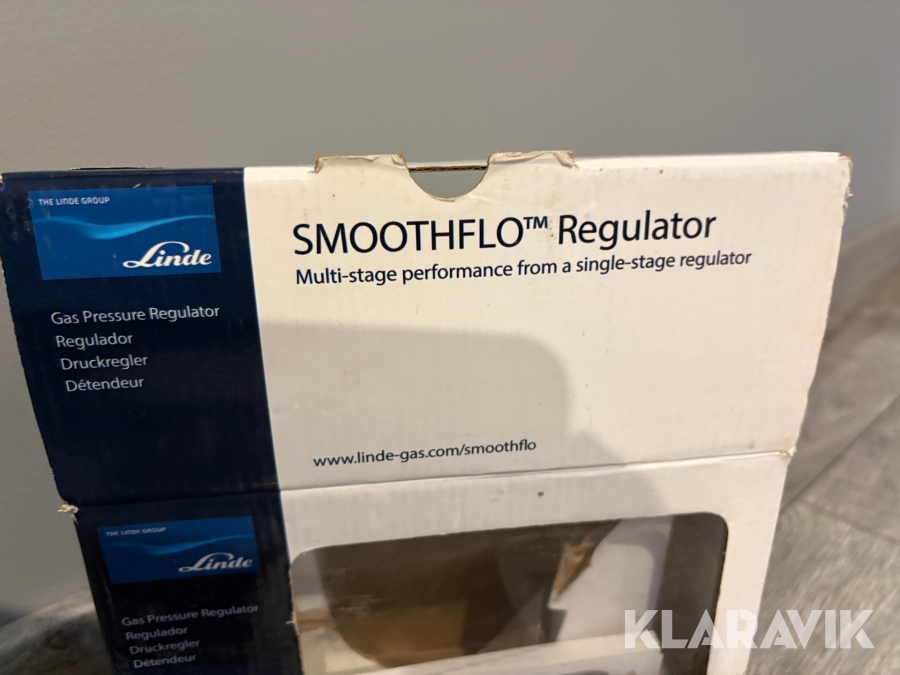 THE LINDE GROUP
Linde
Gas Pressure Regulator
Regulador
Druckregler
Détendeur
SMOOTHFLO™ Regulator
Multi-stage performance from a single-stage regulator
www.linde-gas.com/smoothflo
THE LINDE GROUP
Linde
Gas Pressure Regulator
Regulador
Druckregler
Détendeur
KLARAVIK